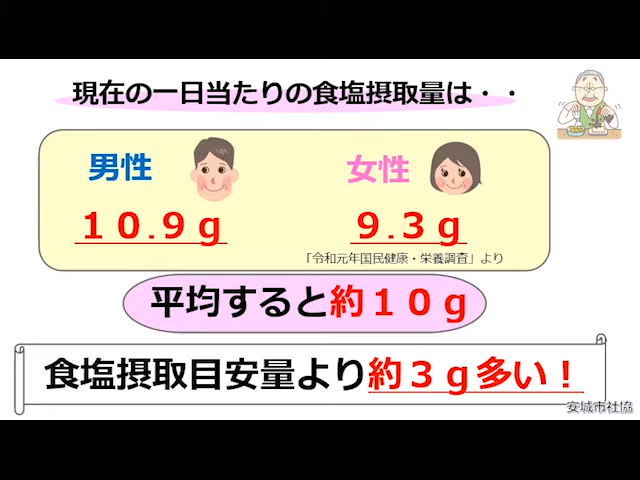 現在の一日当たりの食塩摂取量は・・
男性 女性
１０.９ｇ ９.３ｇ
「令和元年国民健康・栄養調査」より
平均すると約１０ｇ
食塩摂取目安量より約３ｇ多い！
安城市社協